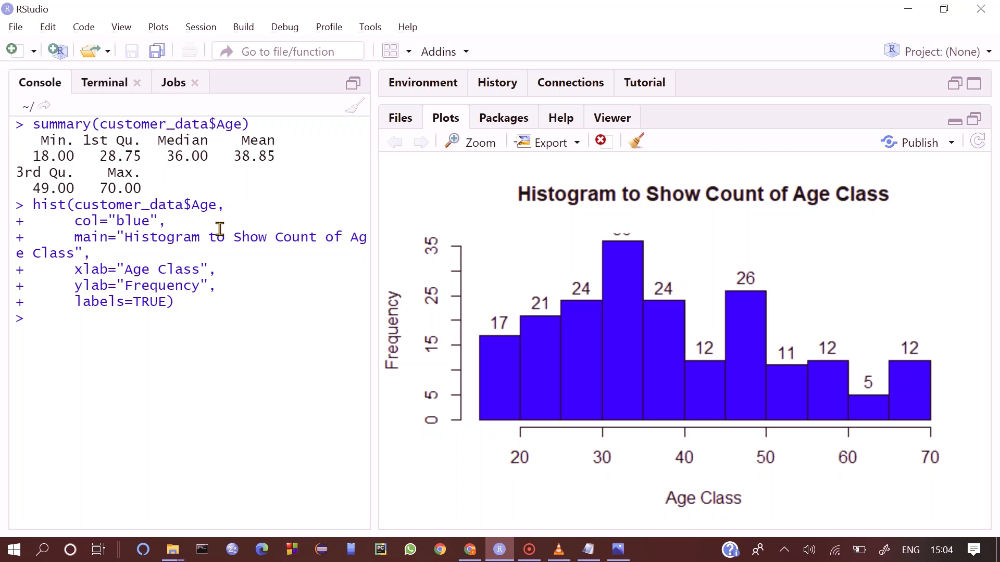 RStudio
File Edit Code View Plots Session Build Debug Profile Tools Help
Go to file/function Addins Project: (None)
Console Terminal Jobs
~/
> summary(customer_data$Age)
Min. 1st Qu. Median Mean
18.00 28.75 36.00 38.85
3rd Qu. Max.
49.00 70.00
> hist(customer_data$Age,
+ col="blue",
+ main="Histogram to Show Count of Ag
e Class",
+ xlab="Age Class",
+ ylab="Frequency",
+ labels=TRUE)
>
Environment History Connections Tutorial
Files Plots Packages Help Viewer
Zoom Export Publish
Histogram to Show Count of Age Class
Frequency
35
25
15
5
0
17 21 24 24 12 26 11 12 5 12
20 30 40 50 60 70
Age Class
ENG 15:04